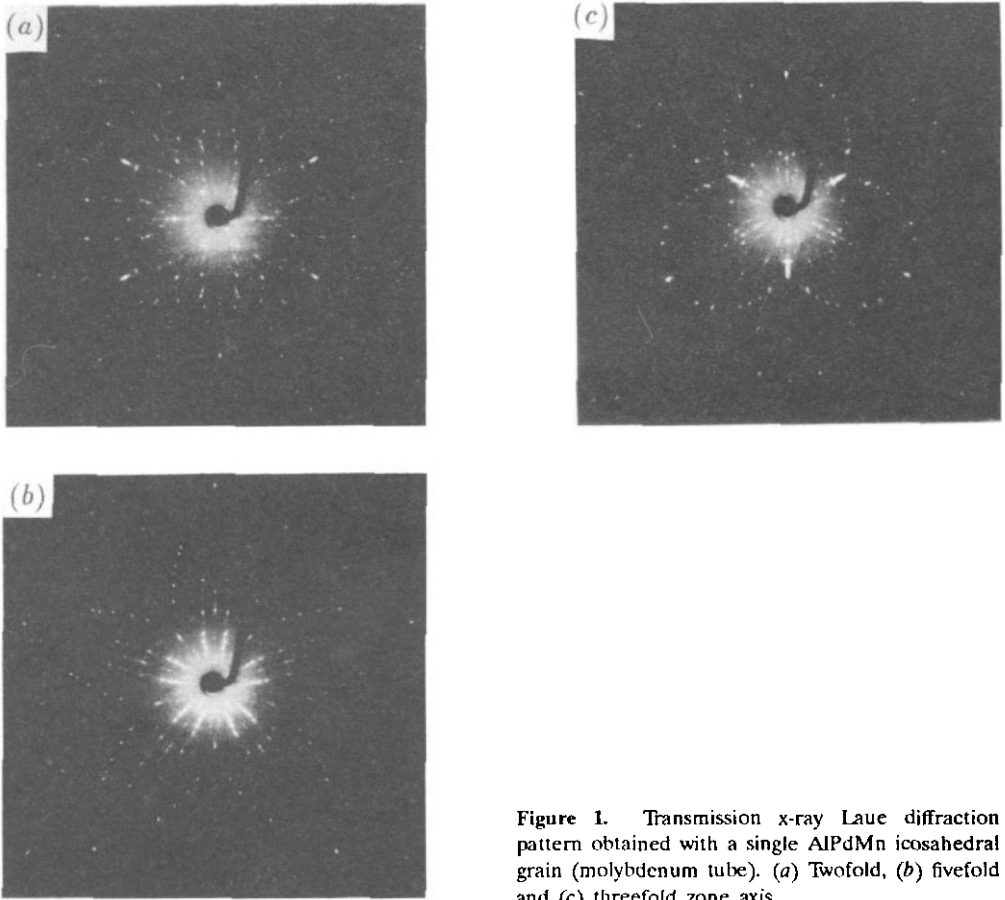 (a)
(c)
(b)
Figure 1. Transmission x-ray Laue diffraction
pattern obtained with a single AlPdMn icosahedral
grain (molybdenum tube). (a) Twofold, (b) fivefold
and (c) threefold zone axis